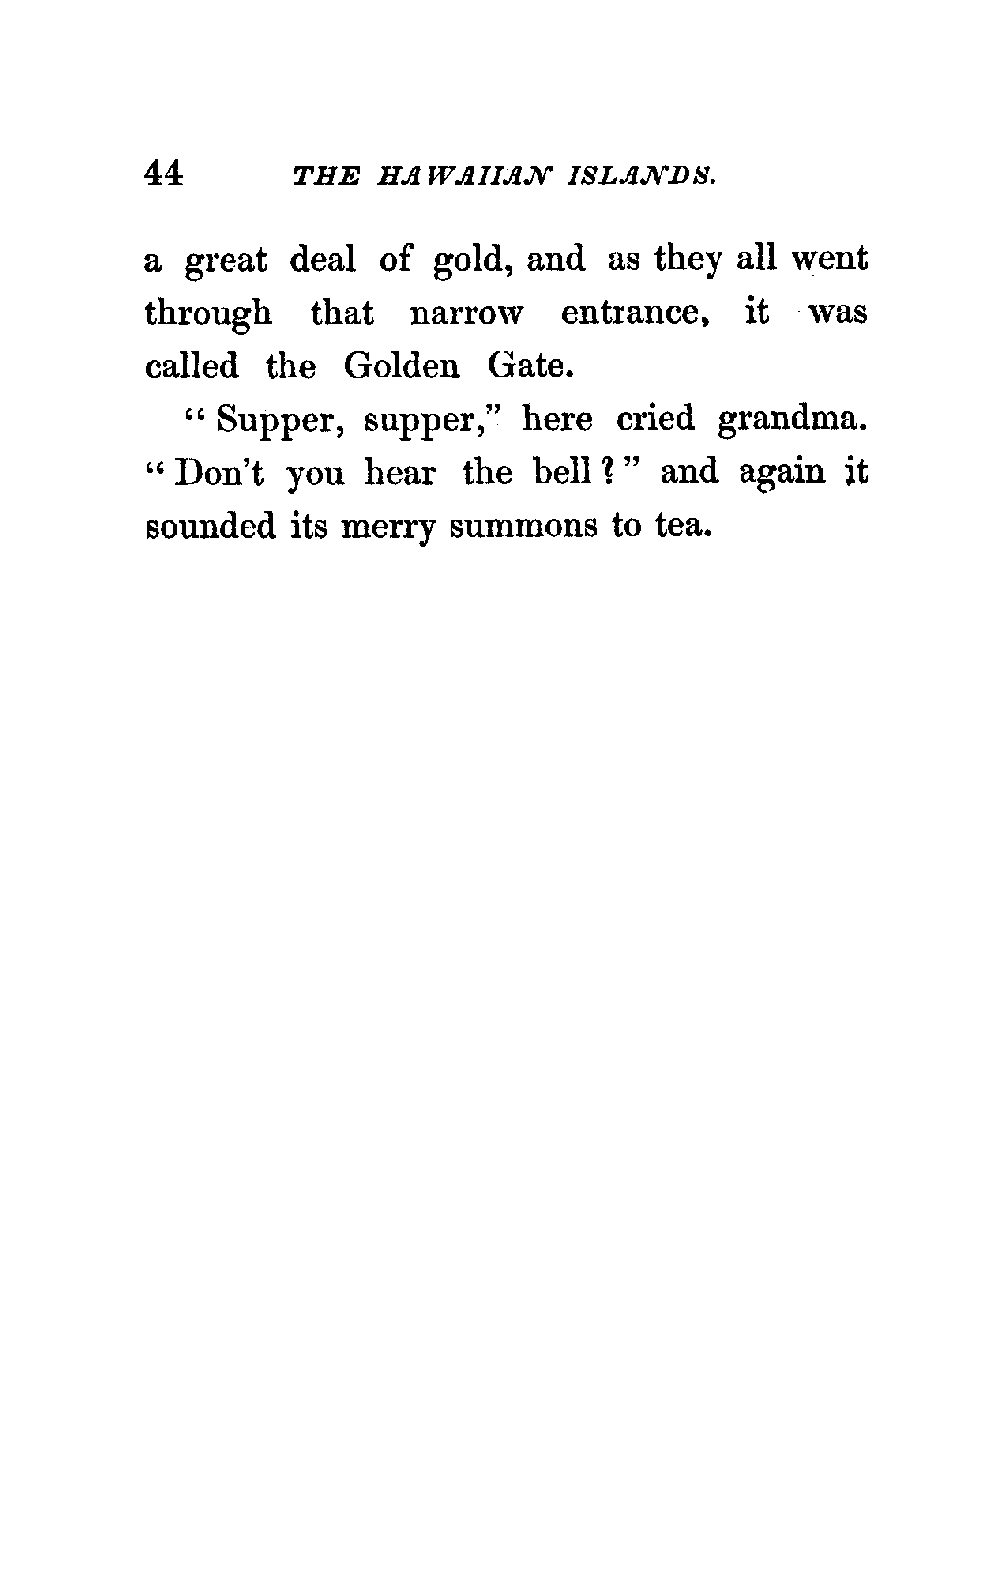 44 THE HAWAIIAN ISLANDS.
a great deal of gold, and as they all went
through that narrow entrance, it was
called the Golden Gate.
“ Supper, supper,” here cried grandma.
“ Don’t you hear the bell ? ” and again it
sounded its merry summons to tea.